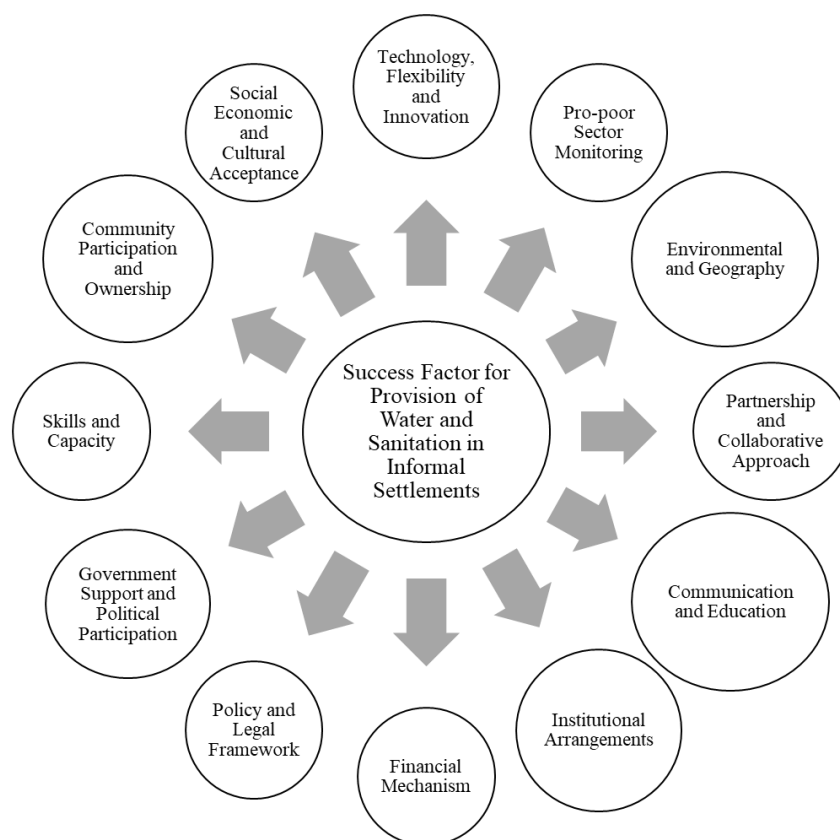 Technology,
Flexibility
and
Innovation
Pro-poor
Sector
Monitoring
Environmental
and Geography
Partnership
and
Collaborative
Approach
Communication
and Education
Institutional
Arrangements
Financial
Mechanism
Policy and
Legal
Framework
Government
Support and
Political
Participation
Skills and
Capacity
Community
Participation
and
Ownership
Social
Economic
and
Cultural
Acceptance
Success Factor for
Provision of
Water and
Sanitation in
Informal
Settlements